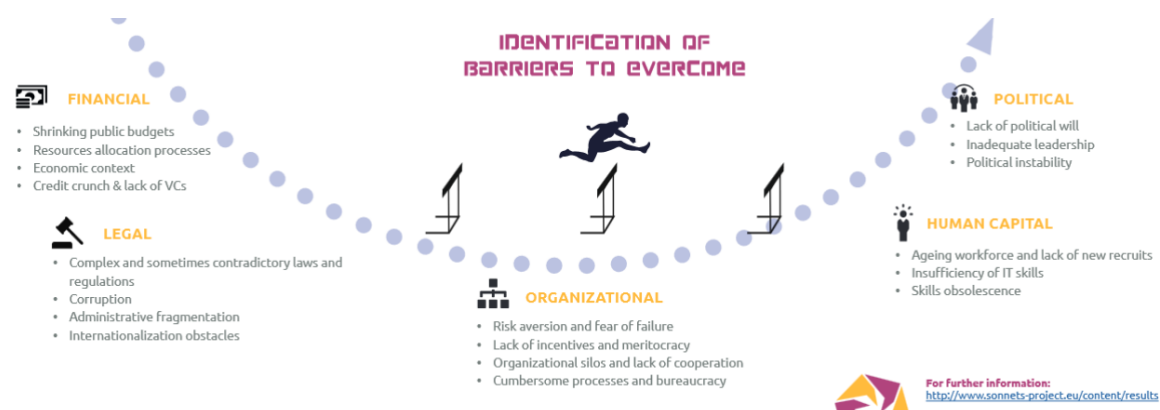 IDENTIFICATION OF
BARRIERS TO EVERCOME
FINANCIAL
• Shrinking public budgets
• Resources allocation processes
• Economic context
• Credit crunch & lack of VCs
LEGAL
• Complex and sometimes contradictory laws and
regulations
• Corruption
• Administrative fragmentation
• Internationalization obstacles
ORGANIZATIONAL
• Risk aversion and fear of failure
• Lack of incentives and meritocracy
• Organizational silos and lack of cooperation
• Cumbersome processes and bureaucracy
POLITICAL
• Lack of political will
• Inadequate leadership
• Political instability
HUMAN CAPITAL
• Ageing workforce and lack of new recruits
• Insufficiency of IT skills
• Skills obsolescence
For further information:
http://www.sonnets-project.eu/content/results